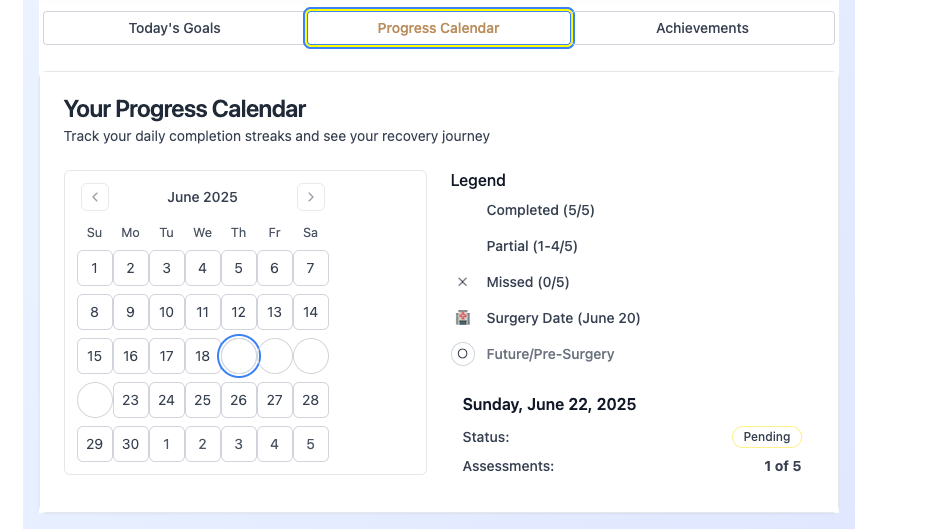 Today's Goals
Progress Calendar
Achievements
Your Progress Calendar
Track your daily completion streaks and see your recovery journey
June 2025
Su Mo Tu We Th Fr Sa
1 2 3 4 5 6 7
8 9 10 11 12 13 14
15 16 17 18
23 24 25 26 27 28
29 30 1 2 3 4 5
Legend
Completed (5/5)
Partial (1-4/5)
Missed (0/5)
Surgery Date (June 20)
Future/Pre-Surgery
Sunday, June 22, 2025
Status: Pending
Assessments: 1 of 5